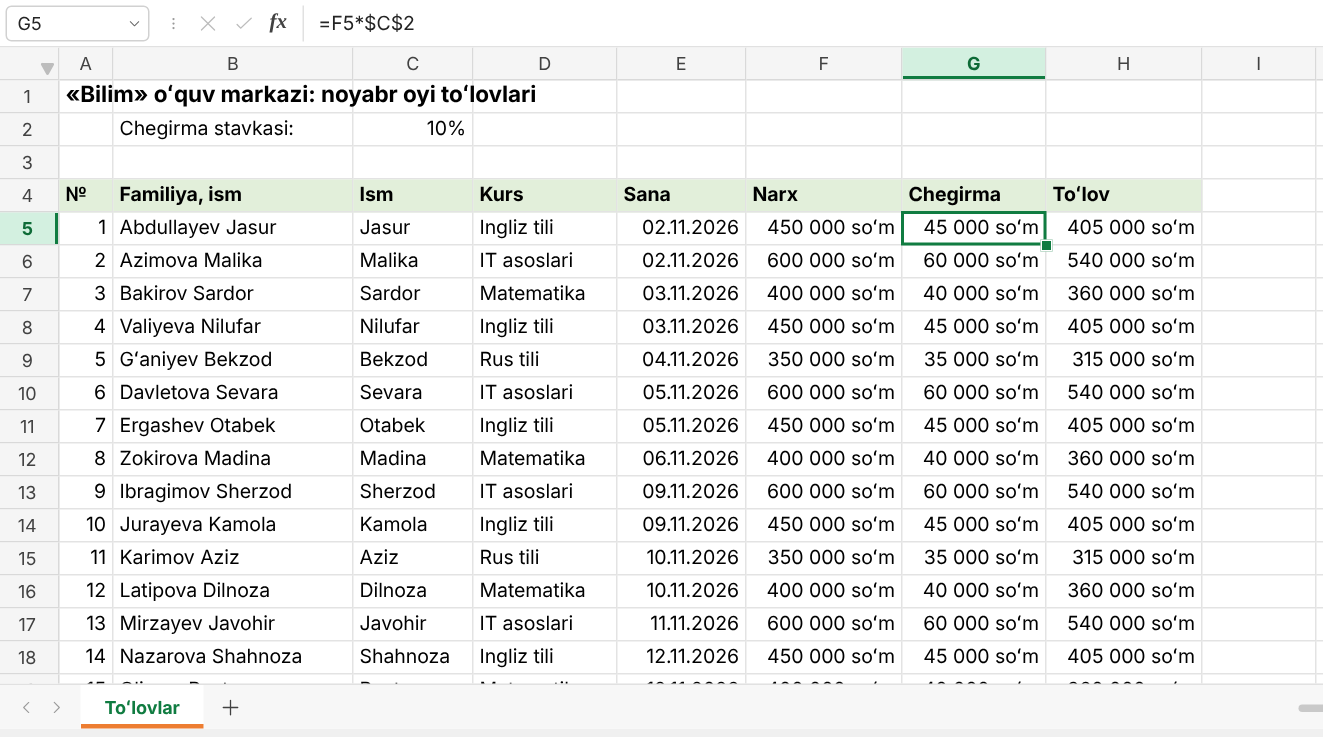 G5 fx =F5*$C$2
A B C D E F G H I
1 «Bilim» oʻquv markazi: noyabr oyi toʻlovlari
2 Chegirma stavkasi: 10%
3
4 № Familiya, ism Ism Kurs Sana Narx Chegirma Toʻlov
5 1 Abdullayev Jasur Jasur Ingliz tili 02.11.2026 450 000 soʻm 45 000 soʻm 405 000 soʻm
6 2 Azimova Malika Malika IT asoslari 02.11.2026 600 000 soʻm 60 000 soʻm 540 000 soʻm
7 3 Bakirov Sardor Sardor Matematika 03.11.2026 400 000 soʻm 40 000 soʻm 360 000 soʻm
8 4 Valiyeva Nilufar Nilufar Ingliz tili 03.11.2026 450 000 soʻm 45 000 soʻm 405 000 soʻm
9 5 Gʻaniyev Bekzod Bekzod Rus tili 04.11.2026 350 000 soʻm 35 000 soʻm 315 000 soʻm
10 6 Davletova Sevara Sevara IT asoslari 05.11.2026 600 000 soʻm 60 000 soʻm 540 000 soʻm
11 7 Ergashev Otabek Otabek Ingliz tili 05.11.2026 450 000 soʻm 45 000 soʻm 405 000 soʻm
12 8 Zokirova Madina Madina Matematika 06.11.2026 400 000 soʻm 40 000 soʻm 360 000 soʻm
13 9 Ibragimov Sherzod Sherzod IT asoslari 09.11.2026 600 000 soʻm 60 000 soʻm 540 000 soʻm
14 10 Jurayeva Kamola Kamola Ingliz tili 09.11.2026 450 000 soʻm 45 000 soʻm 405 000 soʻm
15 11 Karimov Aziz Aziz Rus tili 10.11.2026 350 000 soʻm 35 000 soʻm 315 000 soʻm
16 12 Latipova Dilnoza Dilnoza Matematika 10.11.2026 400 000 soʻm 40 000 soʻm 360 000 soʻm
17 13 Mirzayev Javohir Javohir IT asoslari 11.11.2026 600 000 soʻm 60 000 soʻm 540 000 soʻm
18 14 Nazarova Shahnoza Shahnoza Ingliz tili 12.11.2026 450 000 soʻm 45 000 soʻm 405 000 soʻm
Toʻlovlar